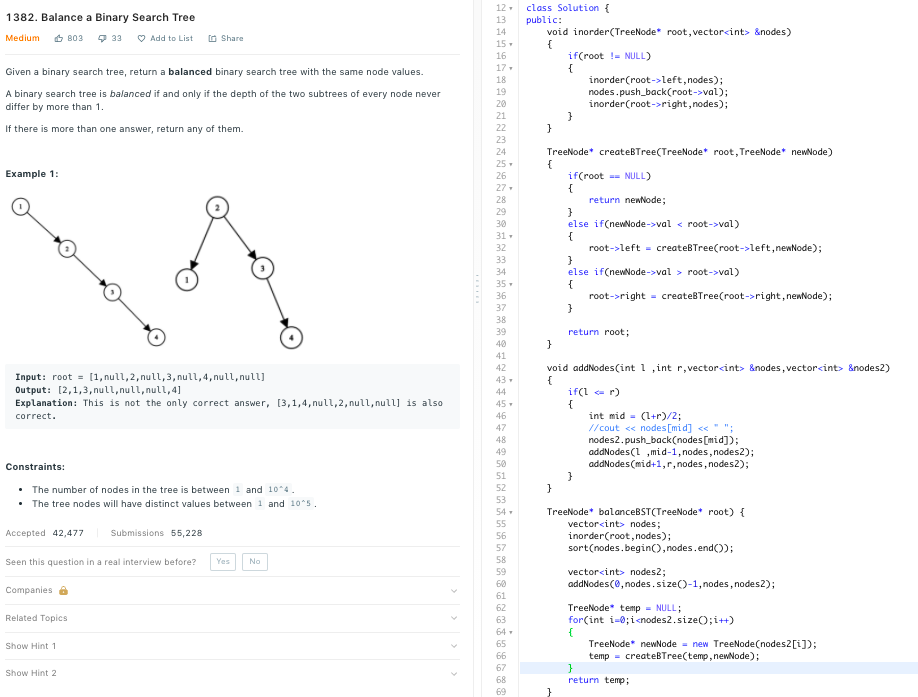 1382. Balance a Binary Search Tree
Medium 803 33 Add to List Share
Given a binary search tree, return a balanced binary search tree with the same node values.
A binary search tree is balanced if and only if the depth of the two subtrees of every node never
differ by more than 1.
If there is more than one answer, return any of them.
Example 1:
1
2
3
4
2
1
3
4
Input: root = [1,null,2,null,3,null,4,null,null]
Output: [2,1,3,null,null,null,4]
Explanation: This is not the only correct answer, [3,1,4,null,2,null,null] is also
correct.
Constraints:
• The number of nodes in the tree is between 1 and 10^4.
• The tree nodes will have distinct values between 1 and 10^5.
Accepted 42,477 Submissions 55,228
Seen this question in a real interview before? Yes No
Companies
Related Topics
Show Hint 1
Show Hint 2
12 class Solution {
13 public:
14 void inorder(TreeNode* root,vector<int> &nodes)
15 {
16 if(root != NULL)
17 {
18 inorder(root->left,nodes);
19 nodes.push_back(root->val);
20 inorder(root->right,nodes);
21 }
22 }
23
24 TreeNode* createBTree(TreeNode* root,TreeNode* newNode)
25 {
26 if(root == NULL)
27 {
28 return newNode;
29 }
30 else if(newNode->val < root->val)
31 {
32 root->left = createBTree(root->left,newNode);
33 }
34 else if(newNode->val > root->val)
35 {
36 root->right = createBTree(root->right,newNode);
37 }
38
39 return root;
40 }
41
42 void addNodes(int l ,int r,vector<int> &nodes,vector<int> &nodes2)
43 {
44 if(l <= r)
45 {
46 int mid = (l+r)/2;
47 //cout << nodes[mid] << " ";
48 nodes2.push_back(nodes[mid]);
49 addNodes(l ,mid-1,nodes,nodes2);
50 addNodes(mid+1,r,nodes,nodes2);
51 }
52 }
53
54 TreeNode* balanceBST(TreeNode* root) {
55 vector<int> nodes;
56 inorder(root,nodes);
57 sort(nodes.begin(),nodes.end());
58
59 vector<int> nodes2;
60 addNodes(0,nodes.size()-1,nodes,nodes2);
61
62 TreeNode* temp = NULL;
63 for(int i=0;i<nodes2.size();i++)
64 {
65 TreeNode* newNode = new TreeNode(nodes2[i]);
66 temp = createBTree(temp,newNode);
67 }
68 return temp;
69 }